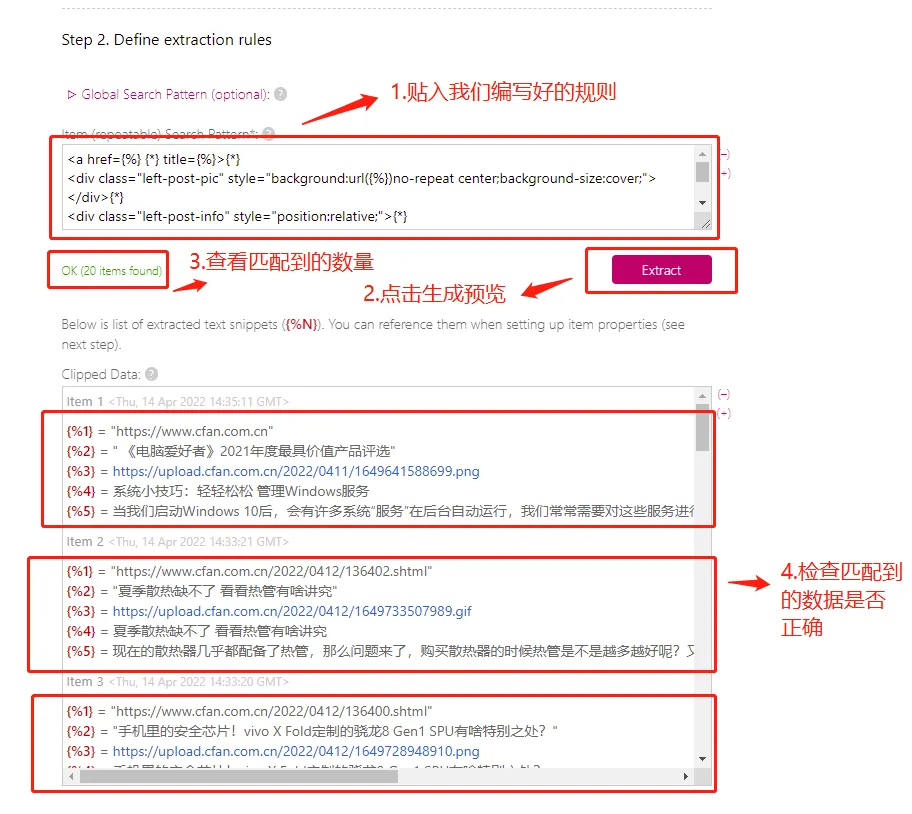 Step 2. Define extraction rules
Global Search Pattern (optional): ?
1.贴入我们编写好的规则
Item (repeatable) Search Pattern*: ?
<a href={%} {*} title={%}>{*}
<div class="left-post-pic" style="background:url({%})no-repeat center;background-size:cover;">
</div>{*}
<div class="left-post-info" style="position:relative;">{*}
(−)
(+)
OK (20 items found)
3.查看匹配到的数量
Extract
2.点击生成预览
Below is list of extracted text snippets ({%N}). You can reference them when setting up item properties (see
next step).
Clipped Data: ?
(−)
(+)
Item 1 <Thu, 14 Apr 2022 14:35:11 GMT>
{%1} = "https://www.cfan.com.cn"
{%2} = " 《电脑爱好者》2021年度最具价值产品评选"
{%3} = https://upload.cfan.com.cn/2022/0411/1649641588699.png
{%4} = 系统小技巧：轻轻松松 管理Windows服务
{%5} = 当我们启动Windows 10后，会有许多系统“服务”在后台自动运行，我们常常需要对这些服务进行
Item 2 <Thu, 14 Apr 2022 14:33:21 GMT>
{%1} = "https://www.cfan.com.cn/2022/0412/136402.shtml"
{%2} = "夏季散热缺不了 看看热管有啥讲究"
{%3} = https://upload.cfan.com.cn/2022/0412/1649733507989.gif
{%4} = 夏季散热缺不了 看看热管有啥讲究
{%5} = 现在的散热器几乎都配备了热管，那么问题来了，购买散热器的时候热管是不是越多越好呢？又
4.检查匹配到
的数据是否
正确
Item 3 <Thu, 14 Apr 2022 14:33:20 GMT>
{%1} = "https://www.cfan.com.cn/2022/0412/136400.shtml"
{%2} = "手机里的安全芯片！vivo X Fold定制的骁龙8 Gen1 SPU有啥特别之处？"
{%3} = https://upload.cfan.com.cn/2022/0412/1649728948910.png